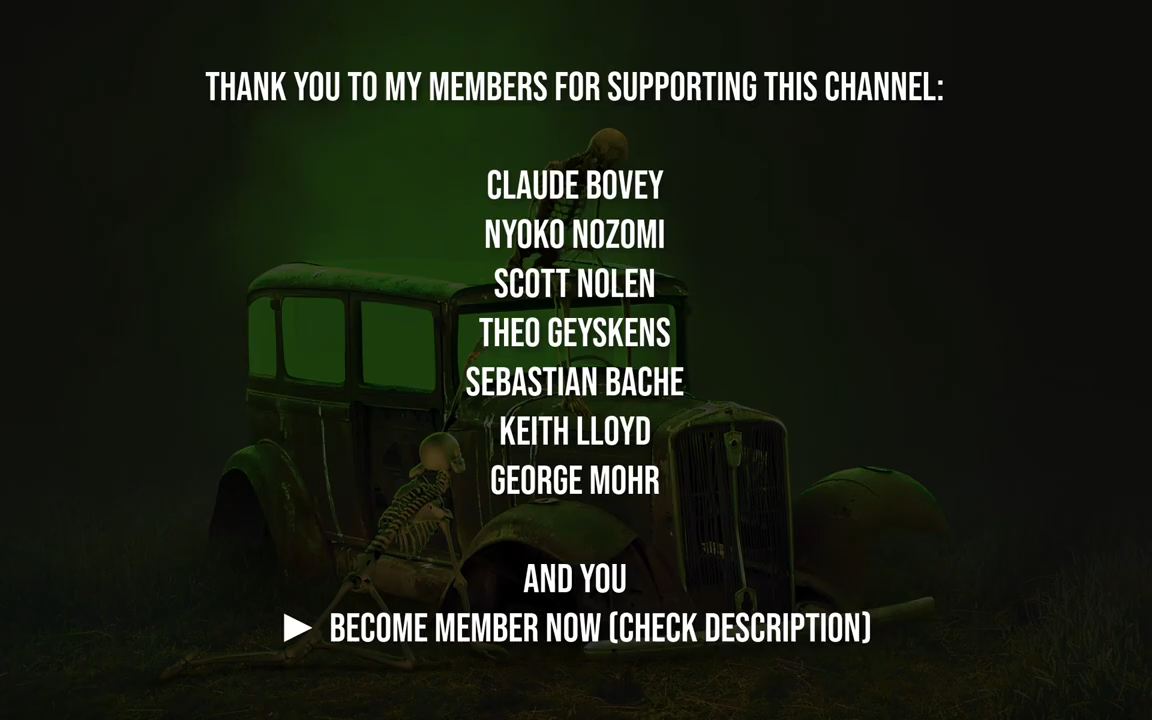 THANK YOU TO MY MEMBERS FOR SUPPORTING THIS CHANNEL:
CLAUDE BOVEY
NYOKO NOZOMI
SCOTT NOLEN
THEO GEYSKENS
SEBASTIAN BACHE
KEITH LLOYD
GEORGE MOHR
AND YOU
► BECOME MEMBER NOW (CHECK DESCRIPTION)